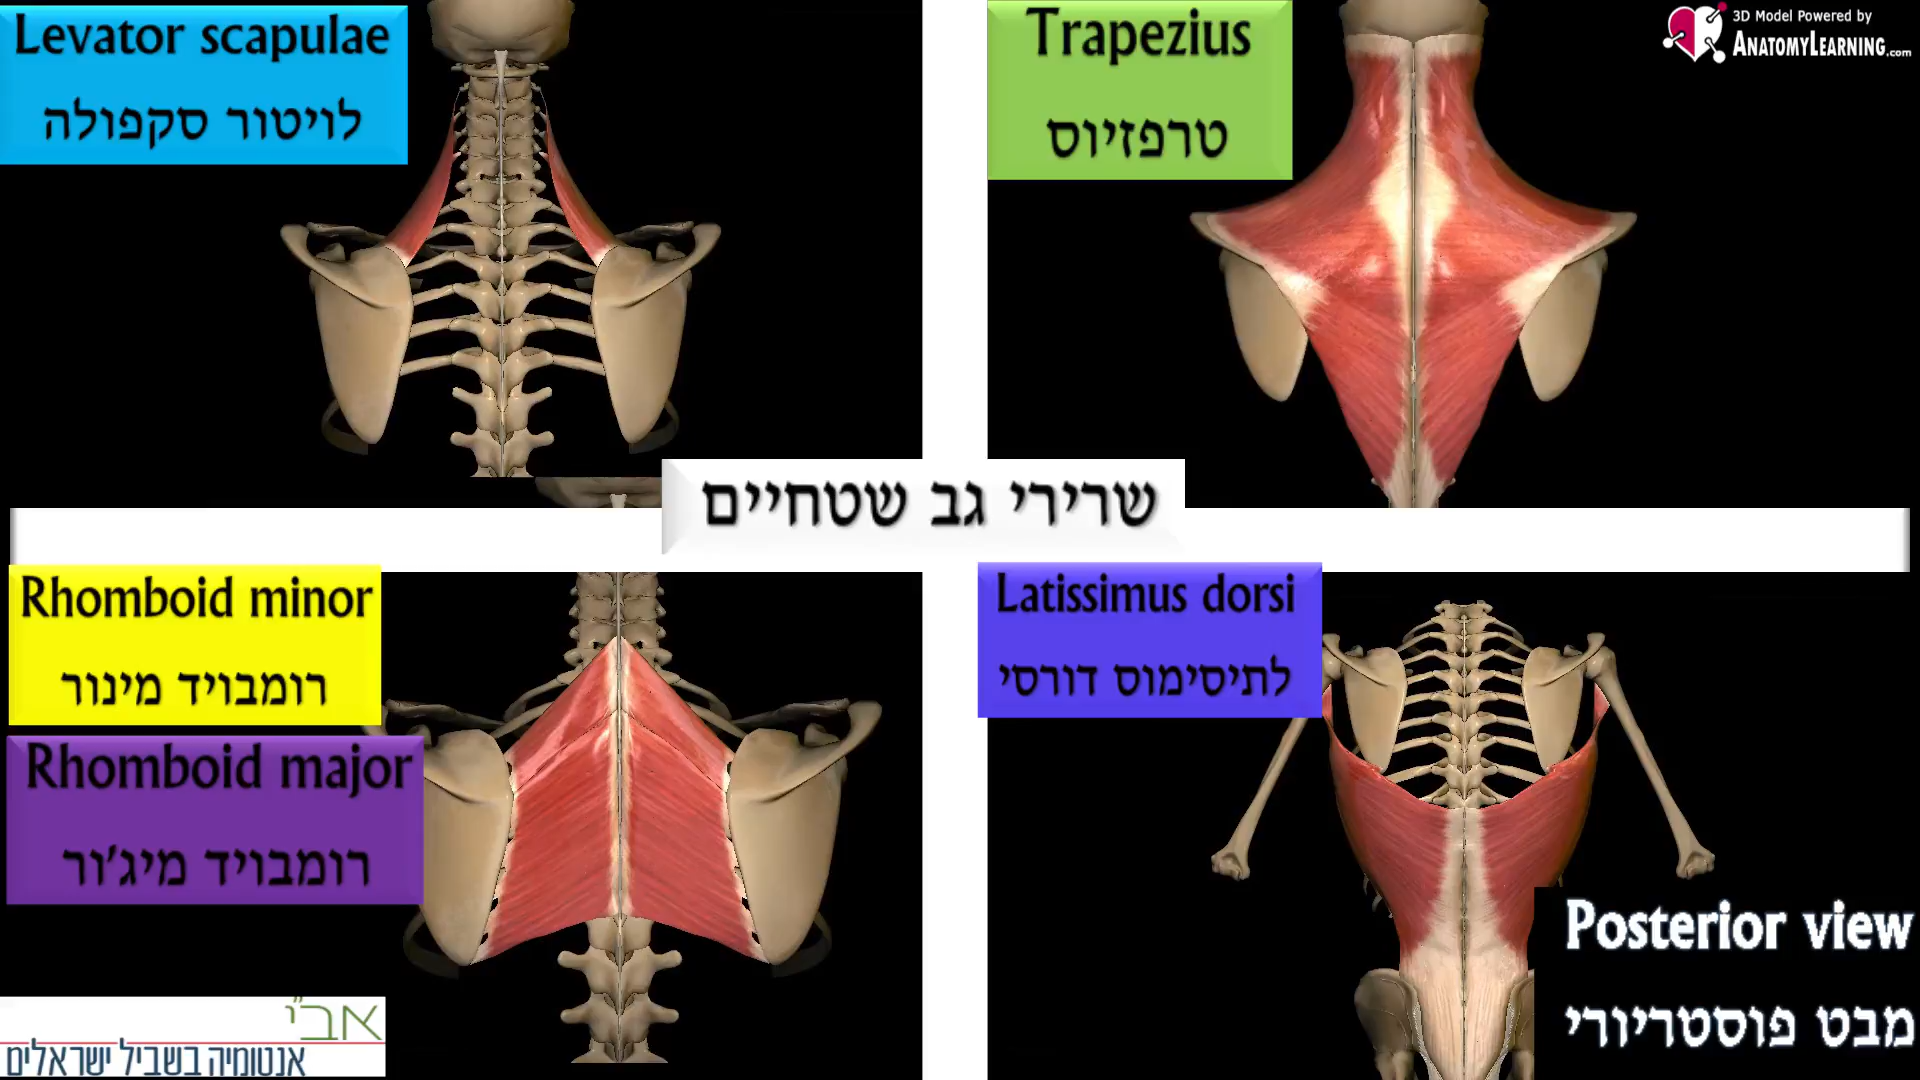 Levator scapulae
לויטור סקפולה
Trapezius
טרפזיוס
3D Model Powered by
ANATOMYLEARNING.com
שרירי גב שטחיים
Rhomboid minor
רומבויד מינור
Rhomboid major
רומבויד מיג'ור
Latissimus dorsi
לתיסימוס דורסי
Posterior view
מבט פוסטריורי
אב"י
אנטומיה בשביל ישראלים